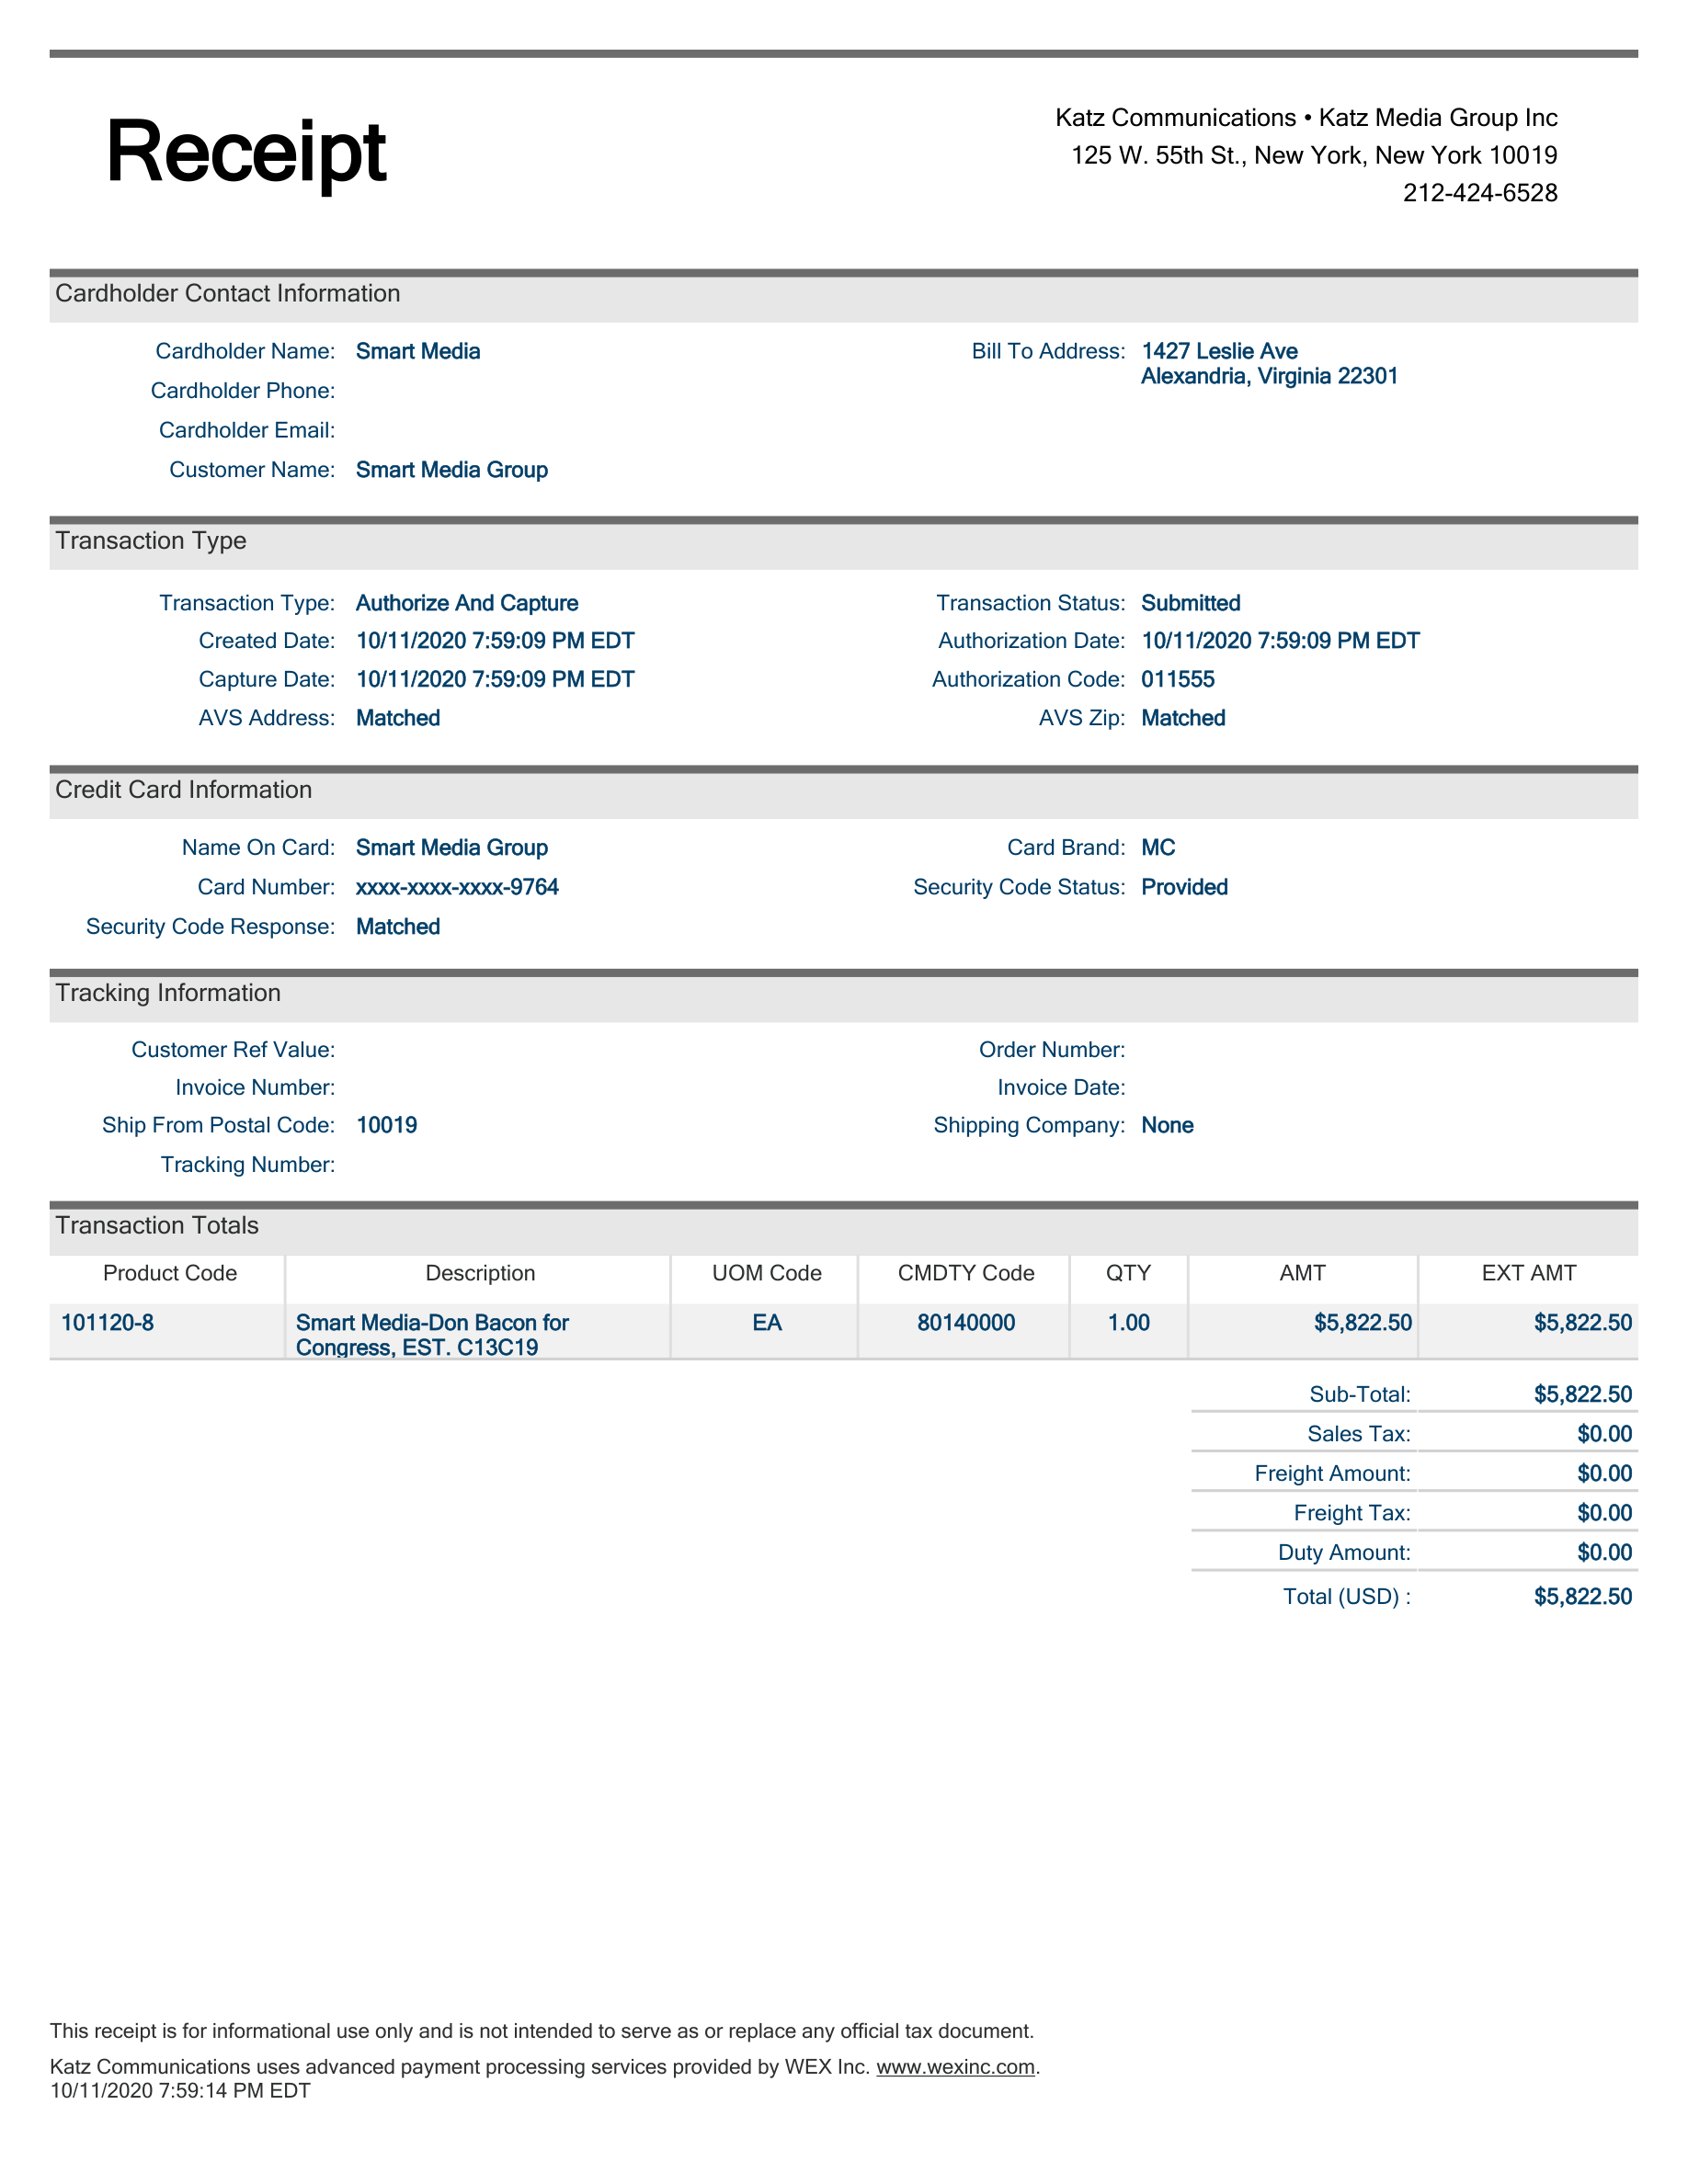 Receipt
Katz Communications • Katz Media Group Inc
125 W. 55th St., New York, New York 10019
212-424-6528
Cardholder Contact Information
Cardholder Name: Smart Media
Bill To Address: 1427 Leslie Ave
Alexandria, Virginia 22301
Cardholder Phone:
Cardholder Email:
Customer Name: Smart Media Group
Transaction Type
Transaction Type: Authorize And Capture Transaction Status: Submitted
Created Date: 10/11/2020 7:59:09 PM EDT Authorization Date: 10/11/2020 7:59:09 PM EDT
Capture Date: 10/11/2020 7:59:09 PM EDT Authorization Code: 011555
AVS Address: Matched AVS Zip: Matched
Credit Card Information
Name On Card: Smart Media Group Card Brand: MC
Card Number: xxxx-xxxx-xxxx-9764 Security Code Status: Provided
Security Code Response: Matched
Tracking Information
Customer Ref Value: Order Number:
Invoice Number: Invoice Date:
Ship From Postal Code: 10019 Shipping Company: None
Tracking Number:
Transaction Totals
Product Code Description UOM Code CMDTY Code QTY AMT EXT AMT
101120-8 Smart Media-Don Bacon for EA 80140000 1.00 $5,822.50 $5,822.50
Congress, EST. C13C19
Sub-Total: $5,822.50
Sales Tax: $0.00
Freight Amount: $0.00
Freight Tax: $0.00
Duty Amount: $0.00
Total (USD) : $5,822.50
This receipt is for informational use only and is not intended to serve as or replace any official tax document.
Katz Communications uses advanced payment processing services provided by WEX Inc. www.wexinc.com.
10/11/2020 7:59:14 PM EDT